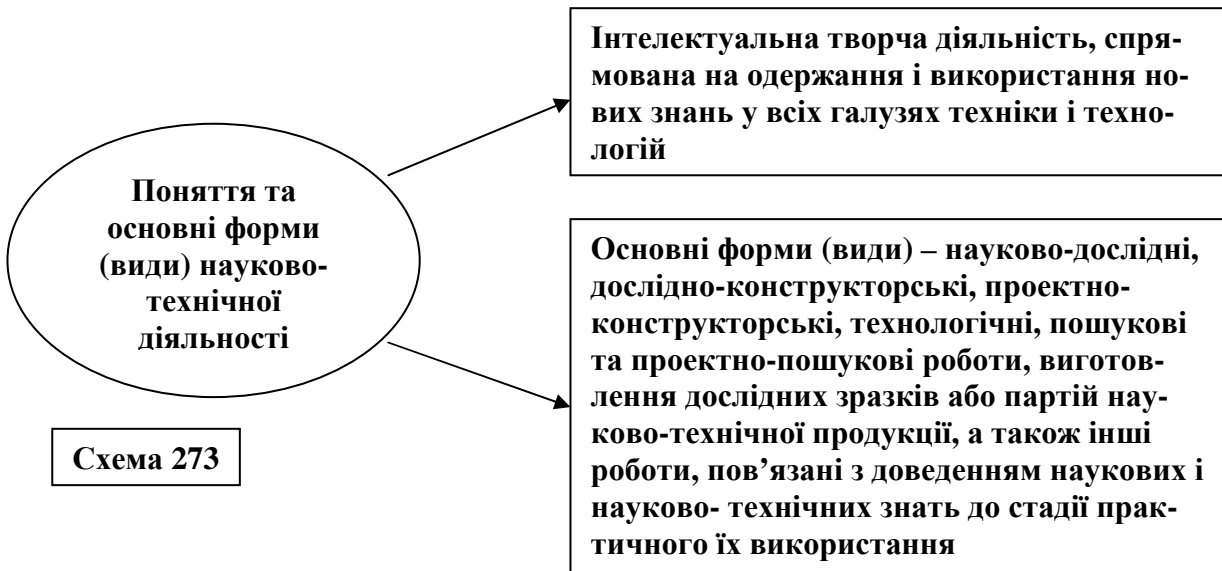 Інтелектуальна творча діяльність, спря-
мована на одержання і використання но-
вих знань у всіх галузях техніки і техно-
логій
Поняття та
основні форми
(види) науково-
технічної
діяльності
Основні форми (види) – науково-дослідні,
дослідно-конструкторські, проектно-
конструкторські, технологічні, пошукові
та проектно-пошукові роботи, виготов-
лення дослідних зразків або партій нау-
ково-технічної продукції, а також інші
роботи, пов’язані з доведенням наукових і
науково- технічних знать до стадії прак-
тичного їх використання
Схема 273